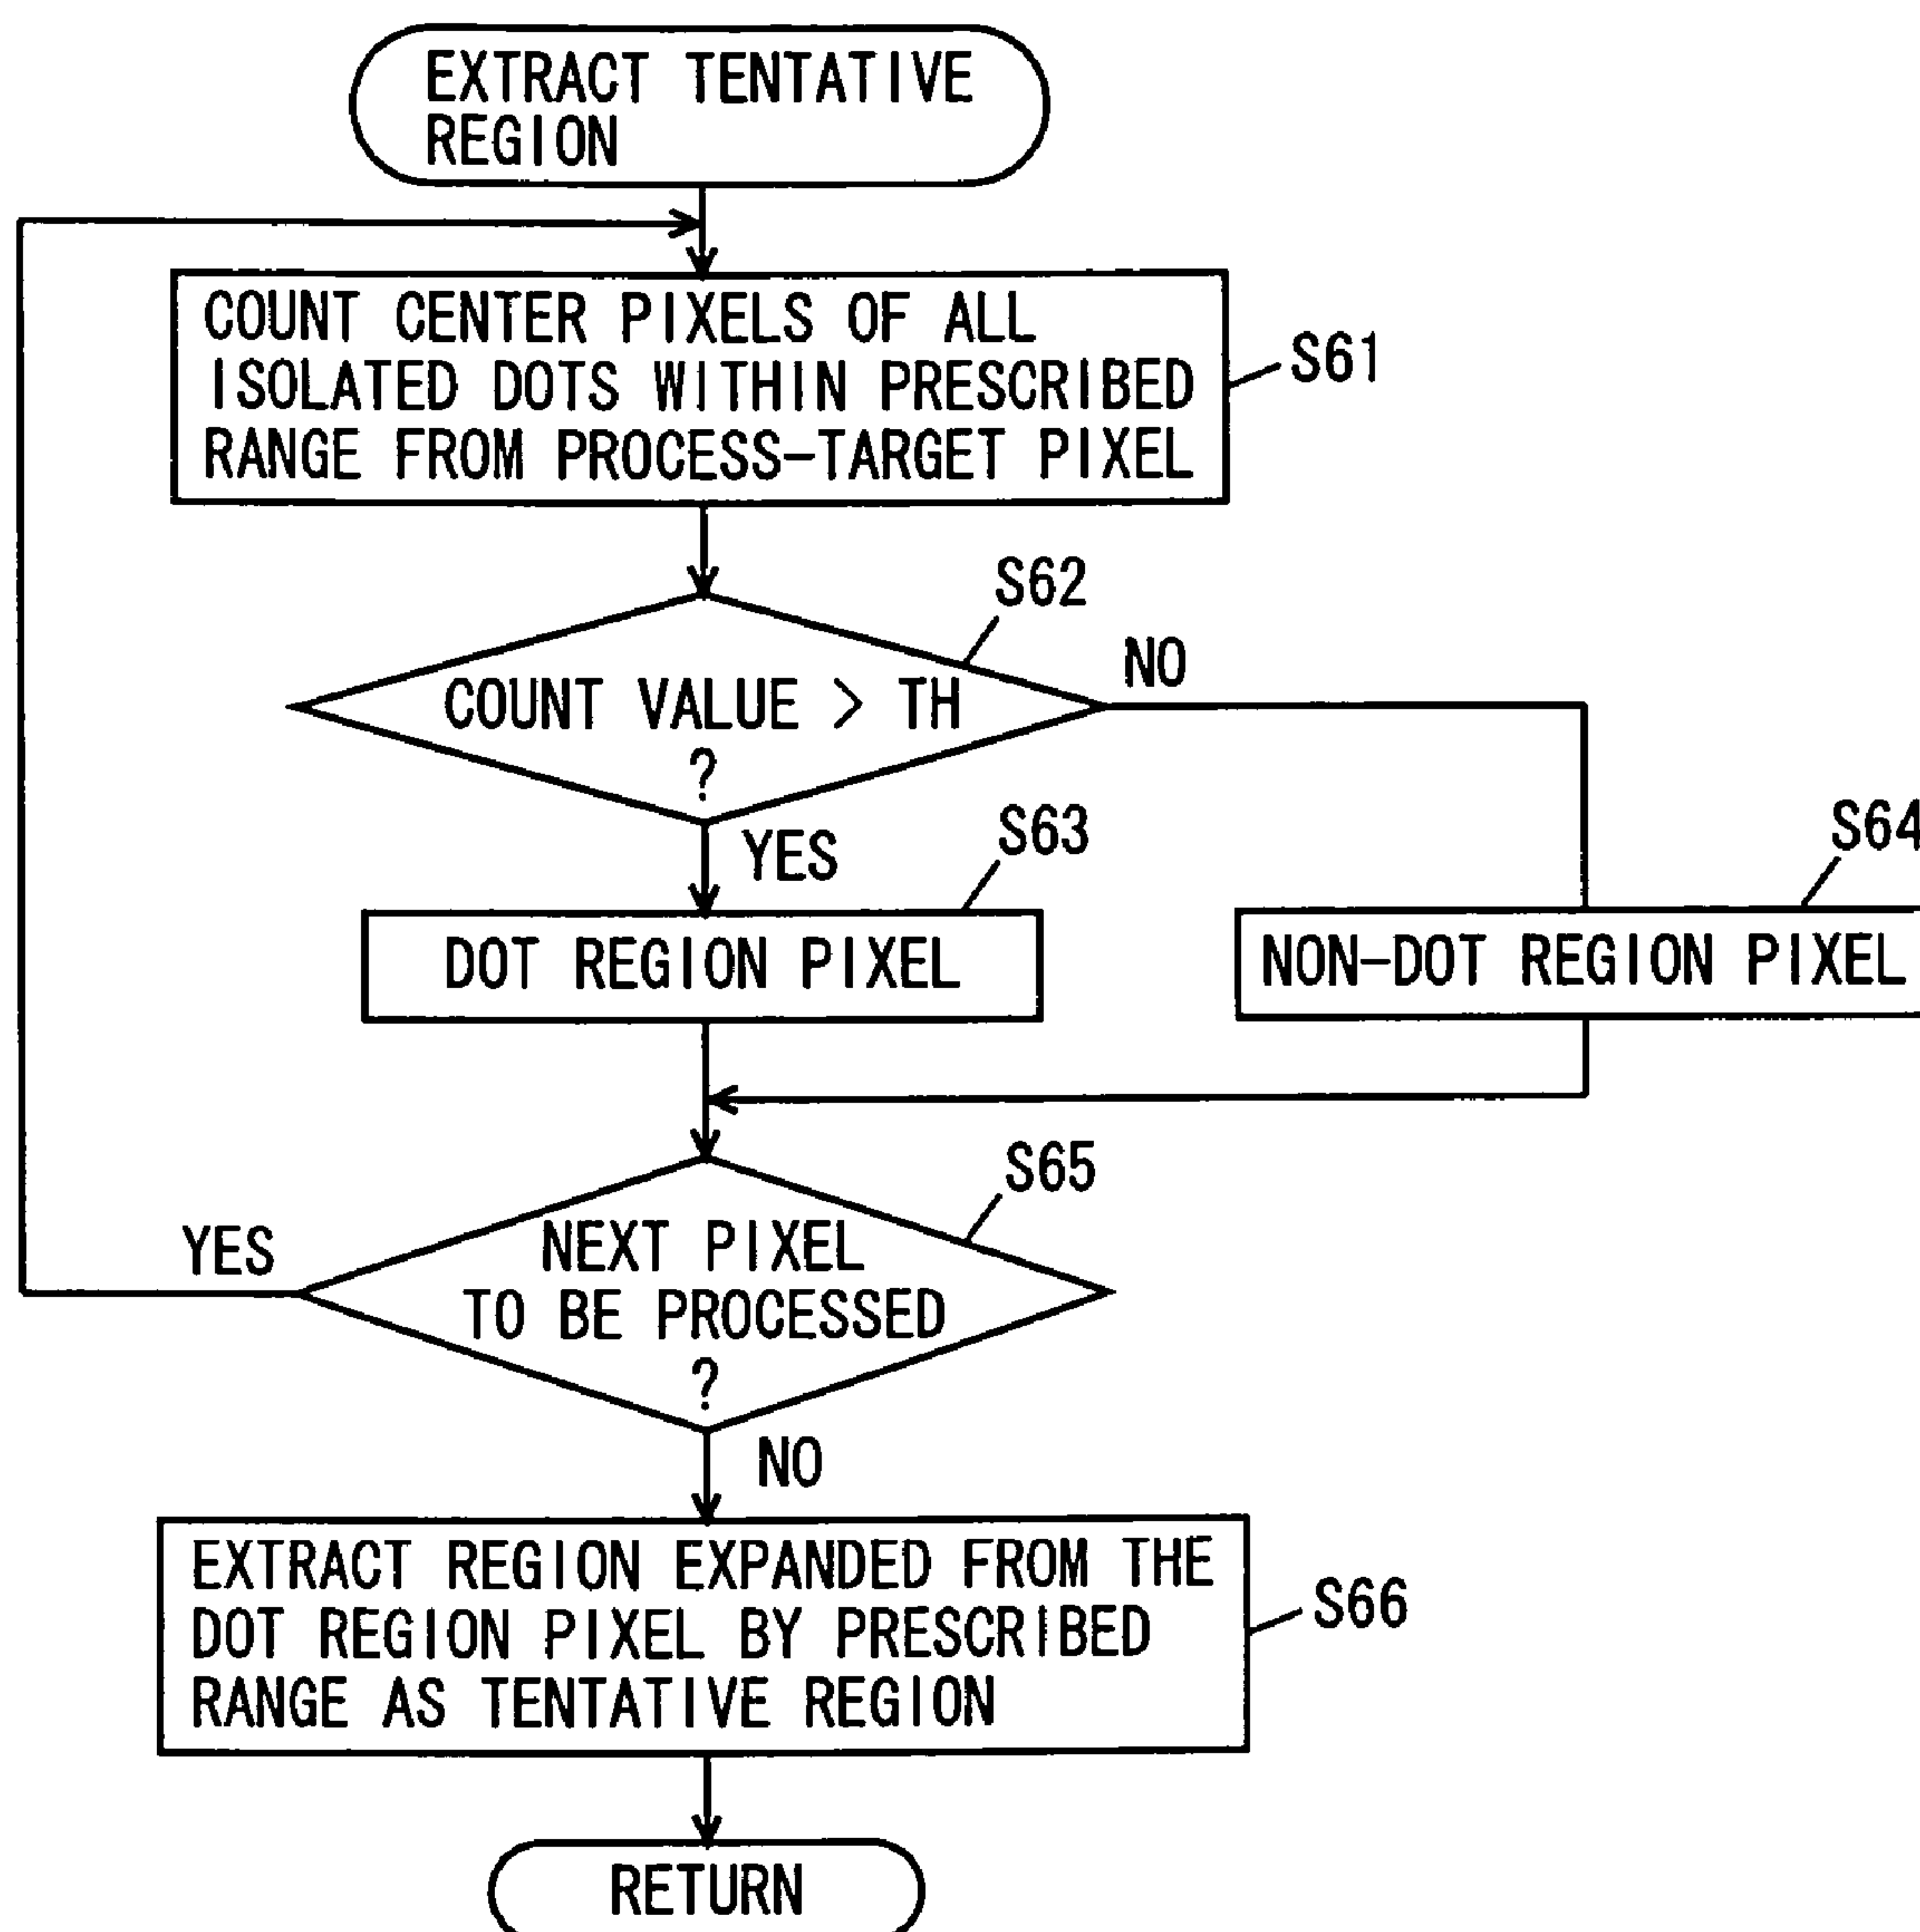 EXTRACT TENTATIVE
REGION
COUNT CENTER PIXELS OF ALL
ISOLATED DOTS WITHIN PRESCRIBED
RANGE FROM PROCESS-TARGET PIXEL
S61
S62
COUNT VALUE > TH
?
NO
YES
S63
S64
DOT REGION PIXEL
NON-DOT REGION PIXEL
S65
NEXT PIXEL
TO BE PROCESSED
?
YES
NO
EXTRACT REGION EXPANDED FROM THE
DOT REGION PIXEL BY PRESCRIBED
RANGE AS TENTATIVE REGION
S66
RETURN